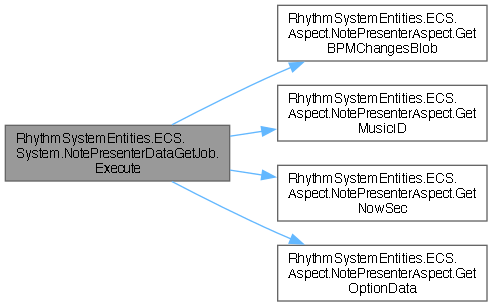 RhythmSystemEntities.ECS.
System.NotePresenterDataGetJob.
Execute
RhythmSystemEntities.ECS.
Aspect.NotePresenterAspect.Get
BPMChangesBlob
RhythmSystemEntities.ECS.
Aspect.NotePresenterAspect.Get
MusicID
RhythmSystemEntities.ECS.
Aspect.NotePresenterAspect.Get
NowSec
RhythmSystemEntities.ECS.
Aspect.NotePresenterAspect.Get
OptionData